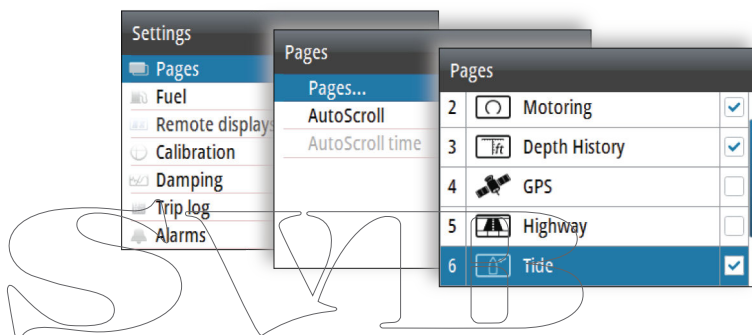 Settings
Pages
Fuel
Remote displays
Calibration
Damping
Trip log
Alarms
Pages
Pages...
AutoScroll
AutoScroll time
Pages
2 Motoring
3 ft Depth History
4 GPS
5 Highway
6 Tide
SVB